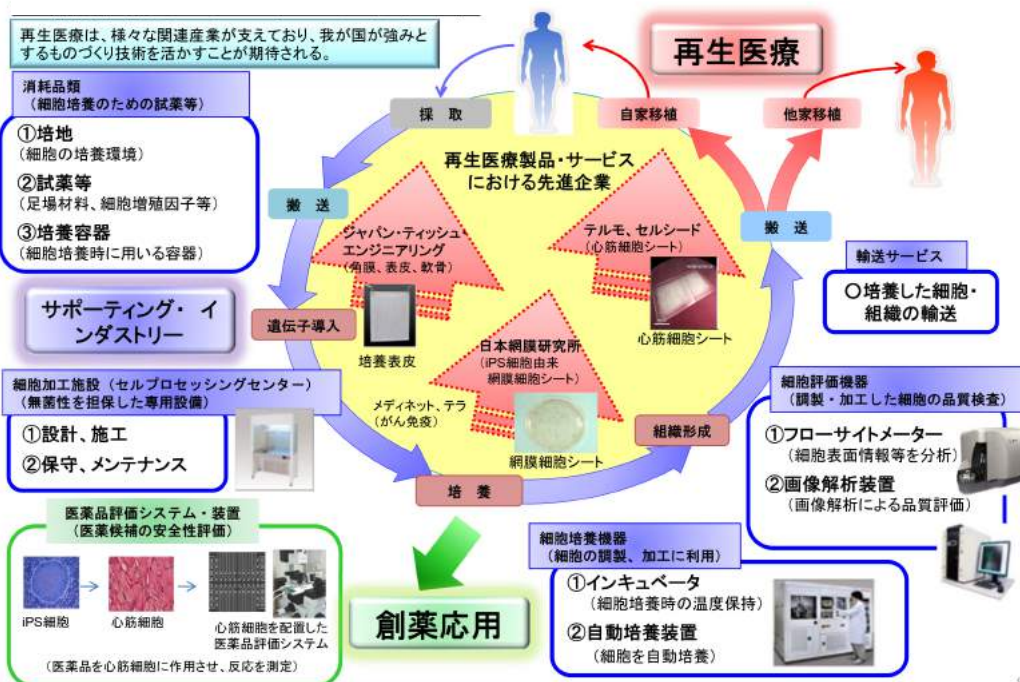 再生医療は、様々な関連産業が支えており、我が国が強みと
するものづくり技術を活かすことが期待される。
再生医療
消耗品類
(細胞培養のための試薬等)
①培地
(細胞の培養環境)
②試薬等
(足場材料、細胞増殖因子等)
③培養容器
(細胞培養時に用いる容器)
採 取
自家移植
他家移植
再生医療製品・サービス
における先進企業
搬 送
ジャパン・ティッシュ・
エンジニアリング
(角膜、表皮、軟骨)
培養表皮
テルモ、セルシード
(心筋細胞シート)
心筋細胞シート
搬 送
輸送サービス
〇培養した細胞・
組織の輸送
サポーティング・ イ
ンダストリー
遺伝子導入
日本網膜研究所
(iPS細胞由来
網膜細胞シート)
網膜細胞シート
メディネット、テラ
(がん免疫)
組織形成
培 養
細胞加工施設(セルプロセッシングセンター)
(無菌性を担保した専用設備)
①設計、施工
②保守、メンテナンス
細胞評価機器
(調製・加工した細胞の品質検査)
①フローサイトメーター
(細胞表面情報等を分析)
②画像解析装置
(画像解析による品質評価)
医薬品評価システム・装置
(医薬候補の安全性評価)
iPS細胞
心筋細胞
心筋細胞を配置した
医薬品評価システム
(医薬品を心筋細胞に作用させ、反応を測定)
創薬応用
細胞培養機器
(細胞の調製、加工に利用)
①インキュベータ
(細胞培養時の温度保持)
②自動培養装置
(細胞を自動培養)